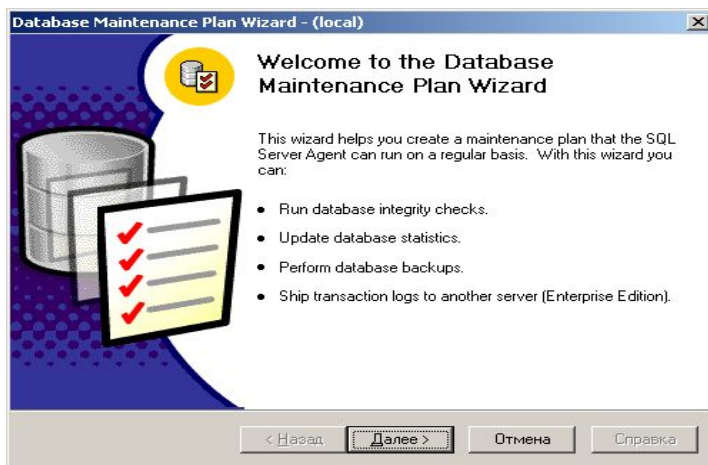 Database Maintenance Plan Wizard - (local)
Welcome to the Database
Maintenance Plan Wizard
This wizard helps you create a maintenance plan that the SQL
Server Agent can run on a regular basis. With this wizard you
can:
• Run database integrity checks.
• Update database statistics.
• Perform database backups.
• Ship transaction logs to another server (Enterprise Edition).
< Назад Далее > Отмена Справка